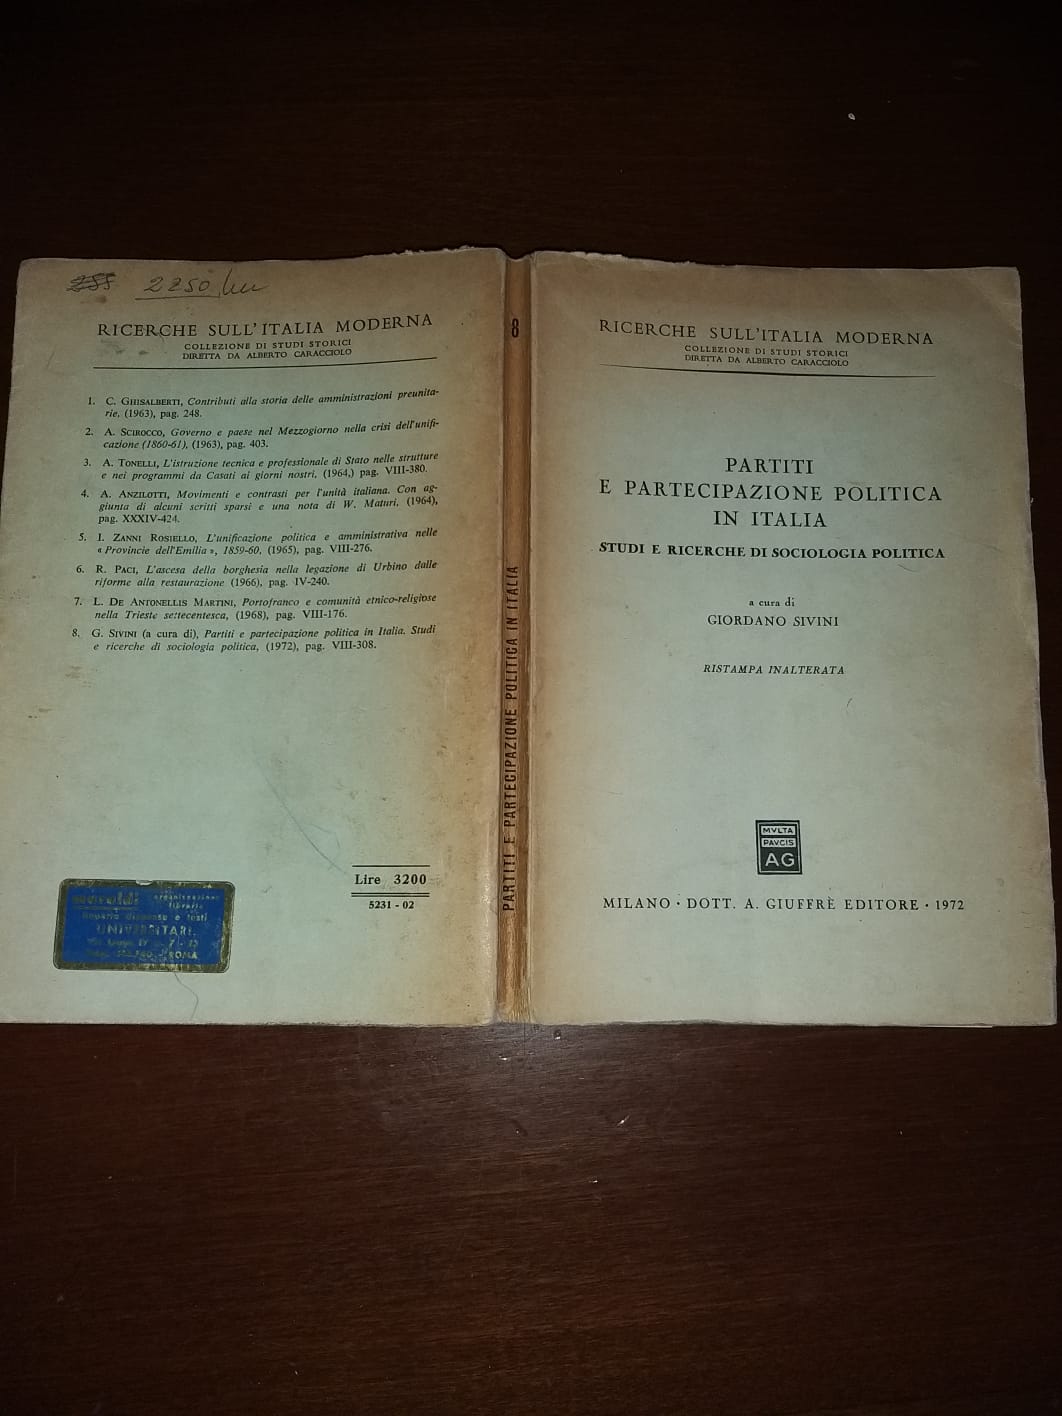 2250 lire
RICERCHE SULL'ITALIA MODERNA
COLLEZIONE DI STUDI STORICI
DIRETTA DA ALBERTO CARACCIOLO
1. C. GHISALBERTI, Contributi alla storia delle amministrazioni preunita-
rie, (1963), pag. 248.
2. A. SCIROCCO, Governo e paese nel Mezzogiorno nella crisi dell'unifi-
cazione (1860-61), (1963), pag. 403.
3. A. TONELLI, L'istruzione tecnica e professionale di Stato nelle strutture
e nei programmi da Casati ai giorni nostri, (1964,) pag. VIII-380.
4. A. ANZILOTTI, Movimenti e contrasti per l'unità italiana. Con ag-
giunta di alcuni scritti sparsi e una nota di W. Maturi, (1964),
pag. XXXIV-424.
5. I. ZANNI ROSIELLO, L'unificazione politica e amministrativa nelle
« Provincie dell'Emilia », 1859-60, (1965), pag. VIII-276.
6. R. PACI, L'ascesa della borghesia nella legazione di Urbino dalle
riforme alla restaurazione (1966), pag. IV-240.
7. L. DE ANTONELLIS MARTINI, Portofranco e comunità etnico-religiose
nella Trieste settecentesca, (1968), pag. VIII-176.
8. G. SIVINI (a cura di), Partiti e partecipazione politica in Italia. Studi
e ricerche di sociologia politica, (1972), pag. VIII-308.
Lire 3200
5231 - 02
organizzazione
libraria
Reparto dispense e testi
UNIVERSITARI
ROMA
8
PARTITI E PARTECIPAZIONE POLITICA IN ITALIA
RICERCHE SULL'ITALIA MODERNA
COLLEZIONE DI STUDI STORICI
DIRETTA DA ALBERTO CARACCIOLO
PARTITI
E PARTECIPAZIONE POLITICA
IN ITALIA
STUDI E RICERCHE DI SOCIOLOGIA POLITICA
a cura di
GIORDANO SIVINI
RISTAMPA INALTERATA
MVLTA
PAVCIS
AG
MILANO · DOTT. A. GIUFFRÈ EDITORE · 1972